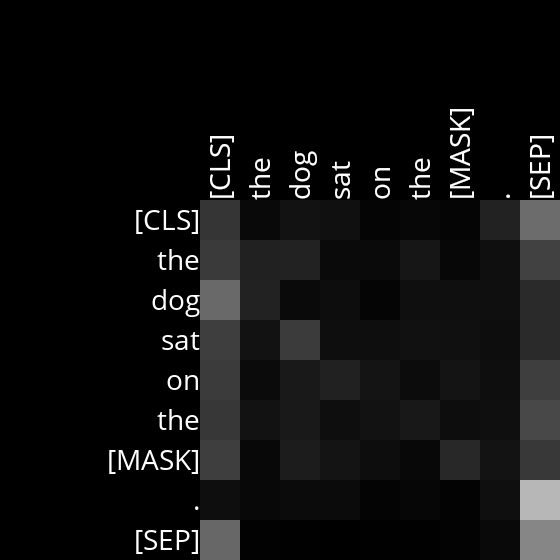 [CLS] the dog sat on the [MASK] . [SEP]
[CLS]
the
dog
sat
on
the
[MASK]
.
[SEP]